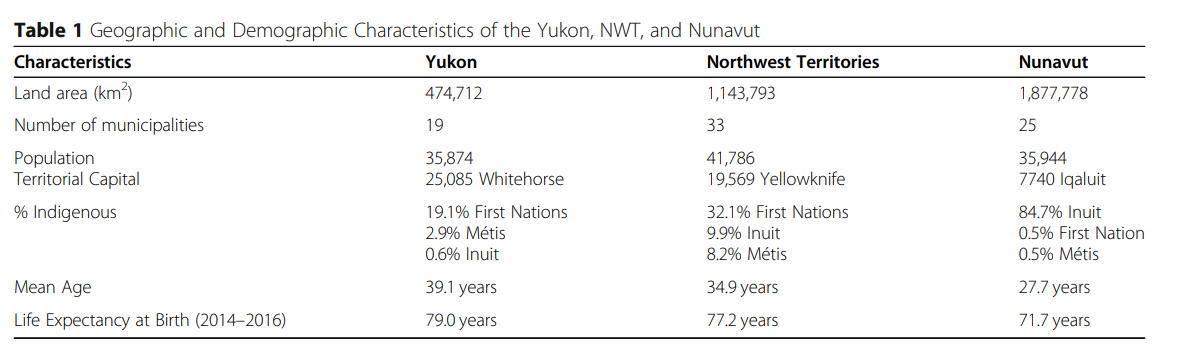 Table 1 Geographic and Demographic Characteristics of the Yukon, NWT, and Nunavut
Characteristics Yukon Northwest Territories Nunavut
Land area (km2) 474,712 1,143,793 1,877,778
Number of municipalities 19 33 25
Population 35,874 41,786 35,944
Territorial Capital 25,085 Whitehorse 19,569 Yellowknife 7740 Iqaluit
% Indigenous 19.1% First Nations 32.1% First Nations 84.7% Inuit
2.9% Métis 9.9% Inuit 0.5% First Nation
0.6% Inuit 8.2% Métis 0.5% Métis
Mean Age 39.1 years 34.9 years 27.7 years
Life Expectancy at Birth (2014–2016) 79.0 years 77.2 years 71.7 years